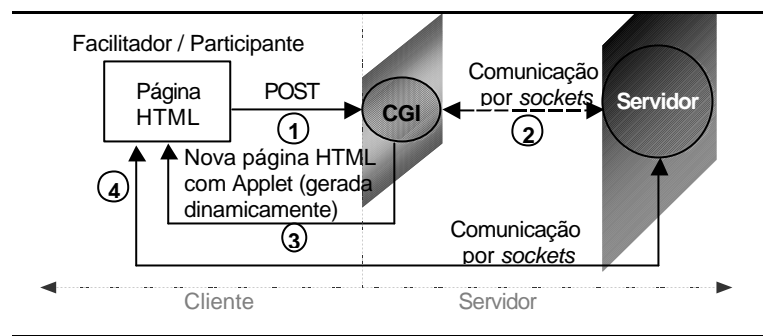 Facilitador / Participante
Página
HTML
POST
1
CGI
Comunicação
por sockets
2
Servidor
4
Nova página HTML
com Applet (gerada
dinamicamente)
3
Comunicação
por sockets
Cliente
Servidor